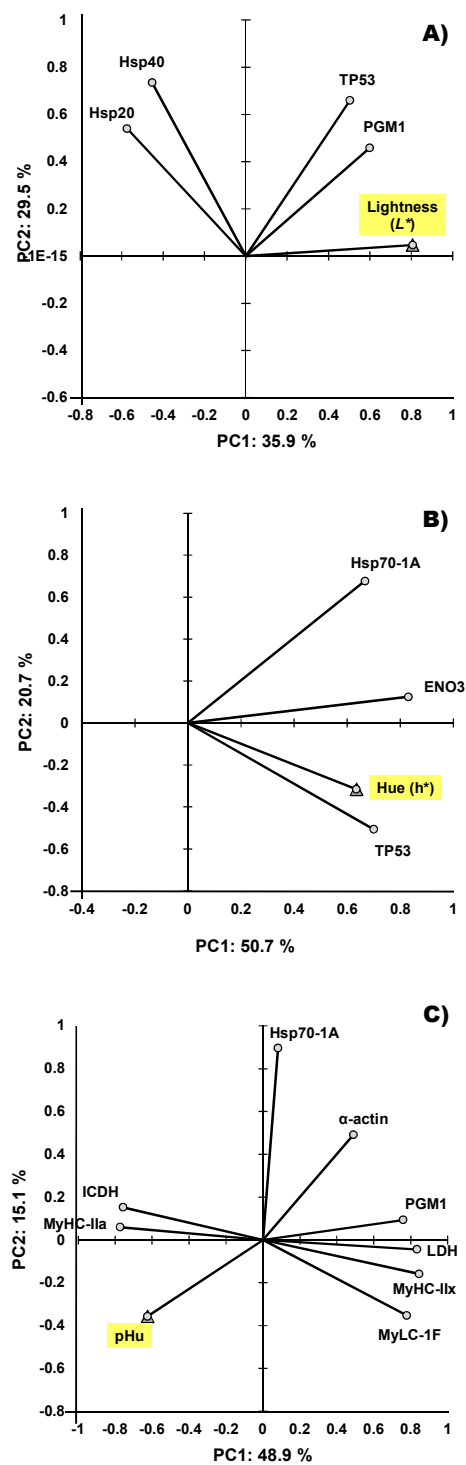 A)
1
0.8
0.6
0.4
0.2
1E-15
-0.2
-0.4
-0.6
PC2: 29.5 %
Hsp40
Hsp20
TP53
PGM1
Lightness
(L*)
-0.8 -0.6 -0.4 -0.2 0 0.2 0.4 0.6 0.8 1
PC1: 35.9 %
B)
1
0.8
0.6
0.4
0.2
0
-0.2
-0.4
-0.6
-0.8
PC2: 20.7 %
Hsp70-1A
ENO3
Hue (h*)
TP53
-0.4 -0.2 0 0.2 0.4 0.6 0.8 1
PC1: 50.7 %
C)
1
0.8
0.6
0.4
0.2
0
-0.2
-0.4
-0.6
-0.8
PC2: 15.1 %
Hsp70-1A
α-actin
ICDH
PGM1
MyHC-IIa
LDH
MyHC-IIx
MyLC-1F
pHu
-1 -0.8 -0.6 -0.4 -0.2 0 0.2 0.4 0.6 0.8 1
PC1: 48.9 %